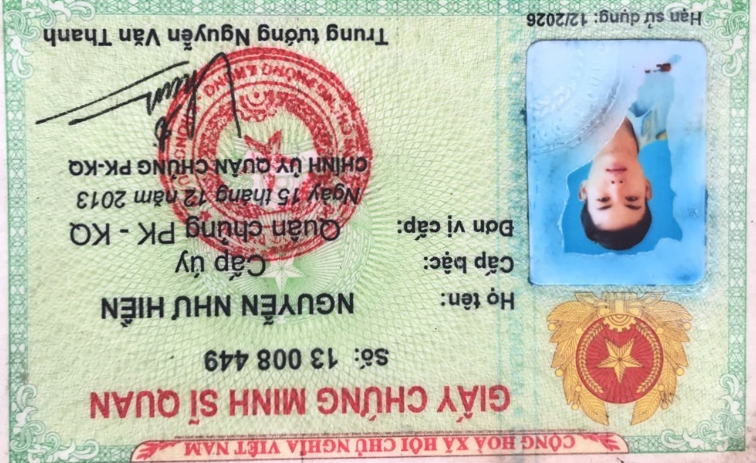 CỘNG HOÀ XÃ HỘI CHỦ NGHĨA VIỆT NAM
GIẤY CHỨNG MINH SĨ QUAN
Số: 13 008 449
Họ tên: NGUYỄN NHƯ HIỀN
Cấp bậc: Cấp úy
Đơn vị cấp: Quân chủng PK - KQ
Ngày 15 tháng 12 năm 2013
CHÍNH ỦY QUÂN CHỦNG PK-KQ
Trung tướng Nguyễn Văn Thanh
Hạn sử dụng: 12/2026